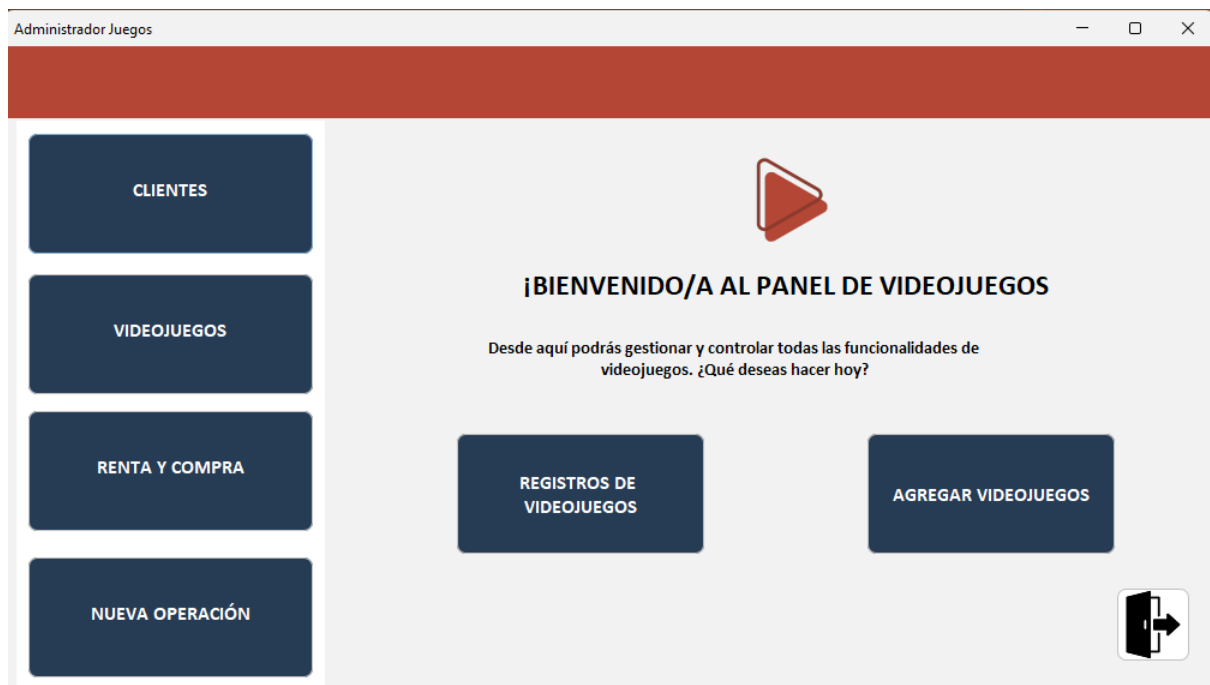 Administrador Juegos
CLIENTES
VIDEOJUEGOS
RENTA Y COMPRA
NUEVA OPERACIÓN
¡BIENVENIDO/A AL PANEL DE VIDEOJUEGOS
Desde aquí podrás gestionar y controlar todas las funcionalidades de
videojuegos. ¿Qué deseas hacer hoy?
REGISTROS DE
VIDEOJUEGOS
AGREGAR VIDEOJUEGOS